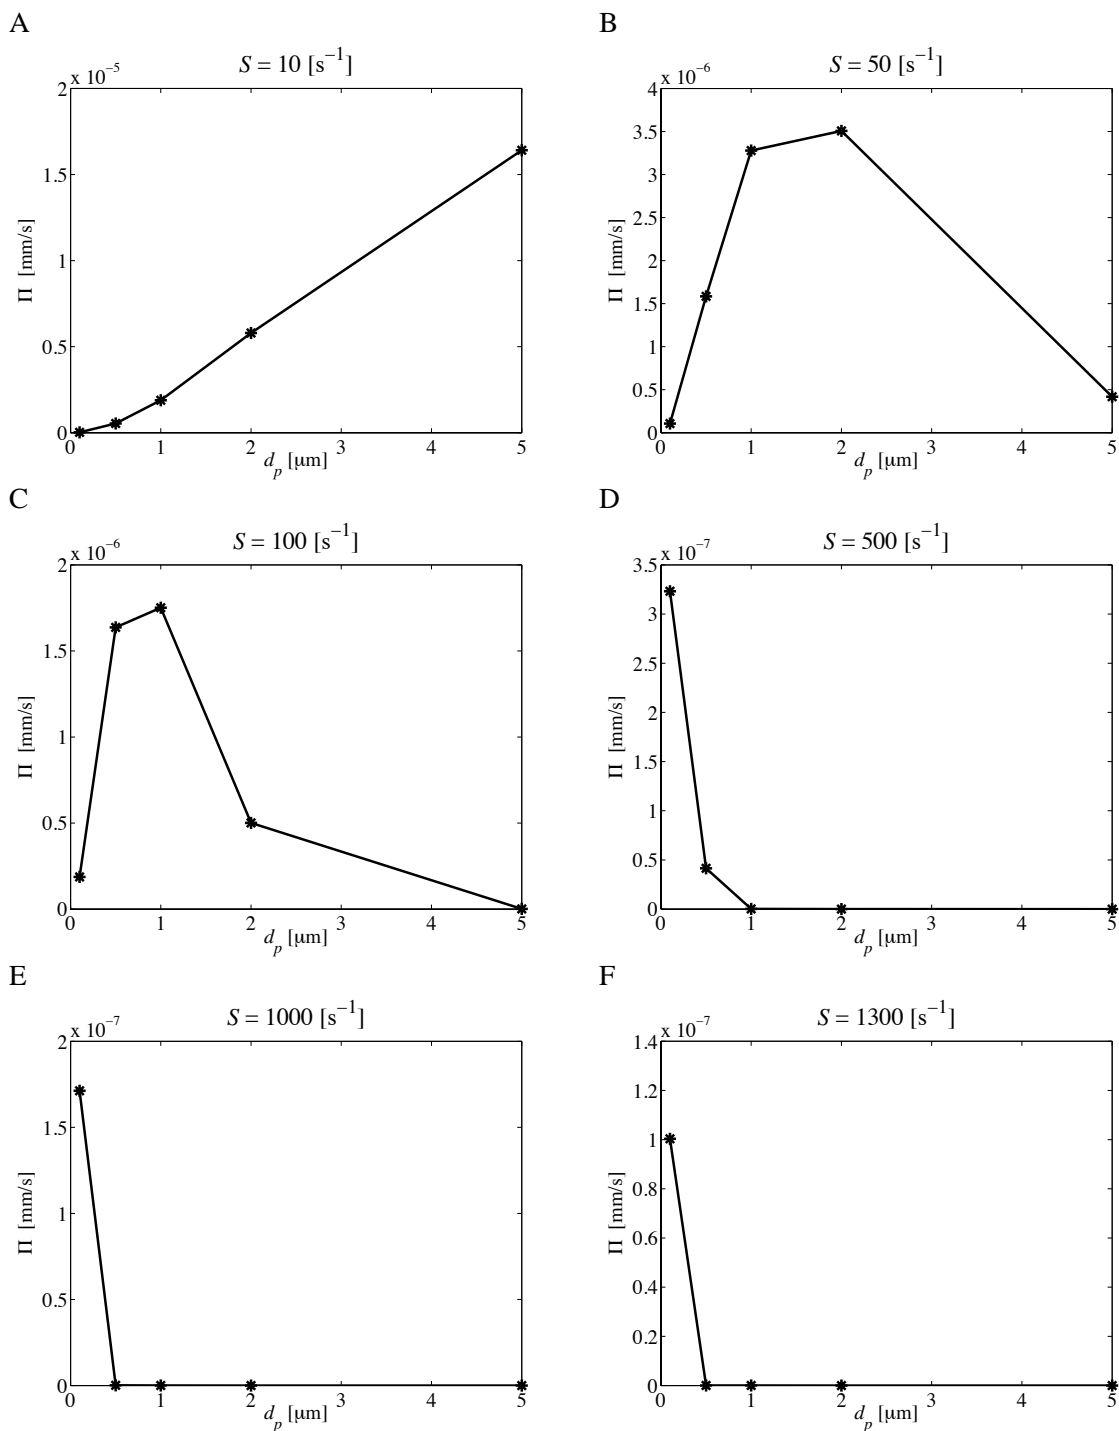 A
S = 10 [s⁻¹]
x 10⁻⁵
2
1.5
1
0.5
0
Π [mm/s]
0 1 2 3 4 5
d_p [μm]
B
S = 50 [s⁻¹]
x 10⁻⁶
4
3.5
3
2.5
2
1.5
1
0.5
0
Π [mm/s]
0 1 2 3 4 5
d_p [μm]
C
S = 100 [s⁻¹]
x 10⁻⁶
2
1.5
1
0.5
0
Π [mm/s]
0 1 2 3 4 5
d_p [μm]
D
S = 500 [s⁻¹]
x 10⁻⁷
3.5
3
2.5
2
1.5
1
0.5
0
Π [mm/s]
0 1 2 3 4 5
d_p [μm]
E
S = 1000 [s⁻¹]
x 10⁻⁷
2
1.5
1
0.5
0
Π [mm/s]
0 1 2 3 4 5
d_p [μm]
F
S = 1300 [s⁻¹]
x 10⁻⁷
1.4
1.2
1
0.8
0.6
0.4
0.2
0
Π [mm/s]
0 1 2 3 4 5
d_p [μm]